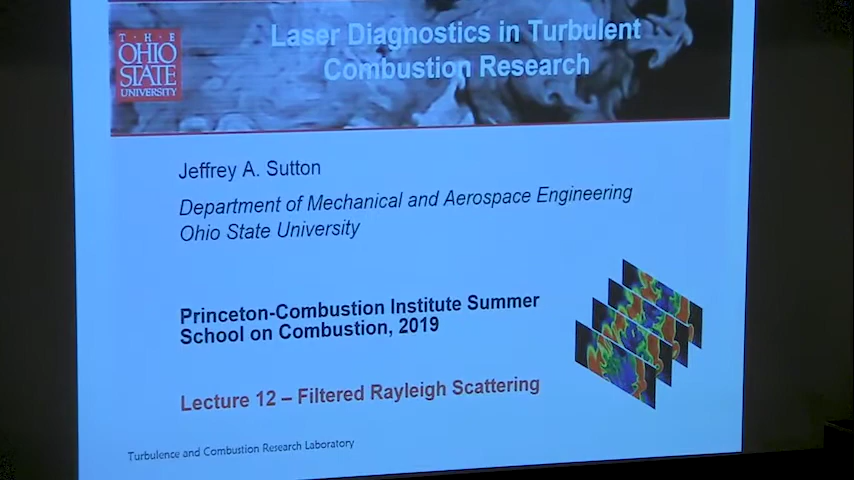 Laser Diagnostics in Turbulent
Combustion Research
T · H · E
OHIO
STATE
UNIVERSITY
Jeffrey A. Sutton
Department of Mechanical and Aerospace Engineering
Ohio State University
Princeton-Combustion Institute Summer
School on Combustion, 2019
Lecture 12 – Filtered Rayleigh Scattering
Turbulence and Combustion Research Laboratory